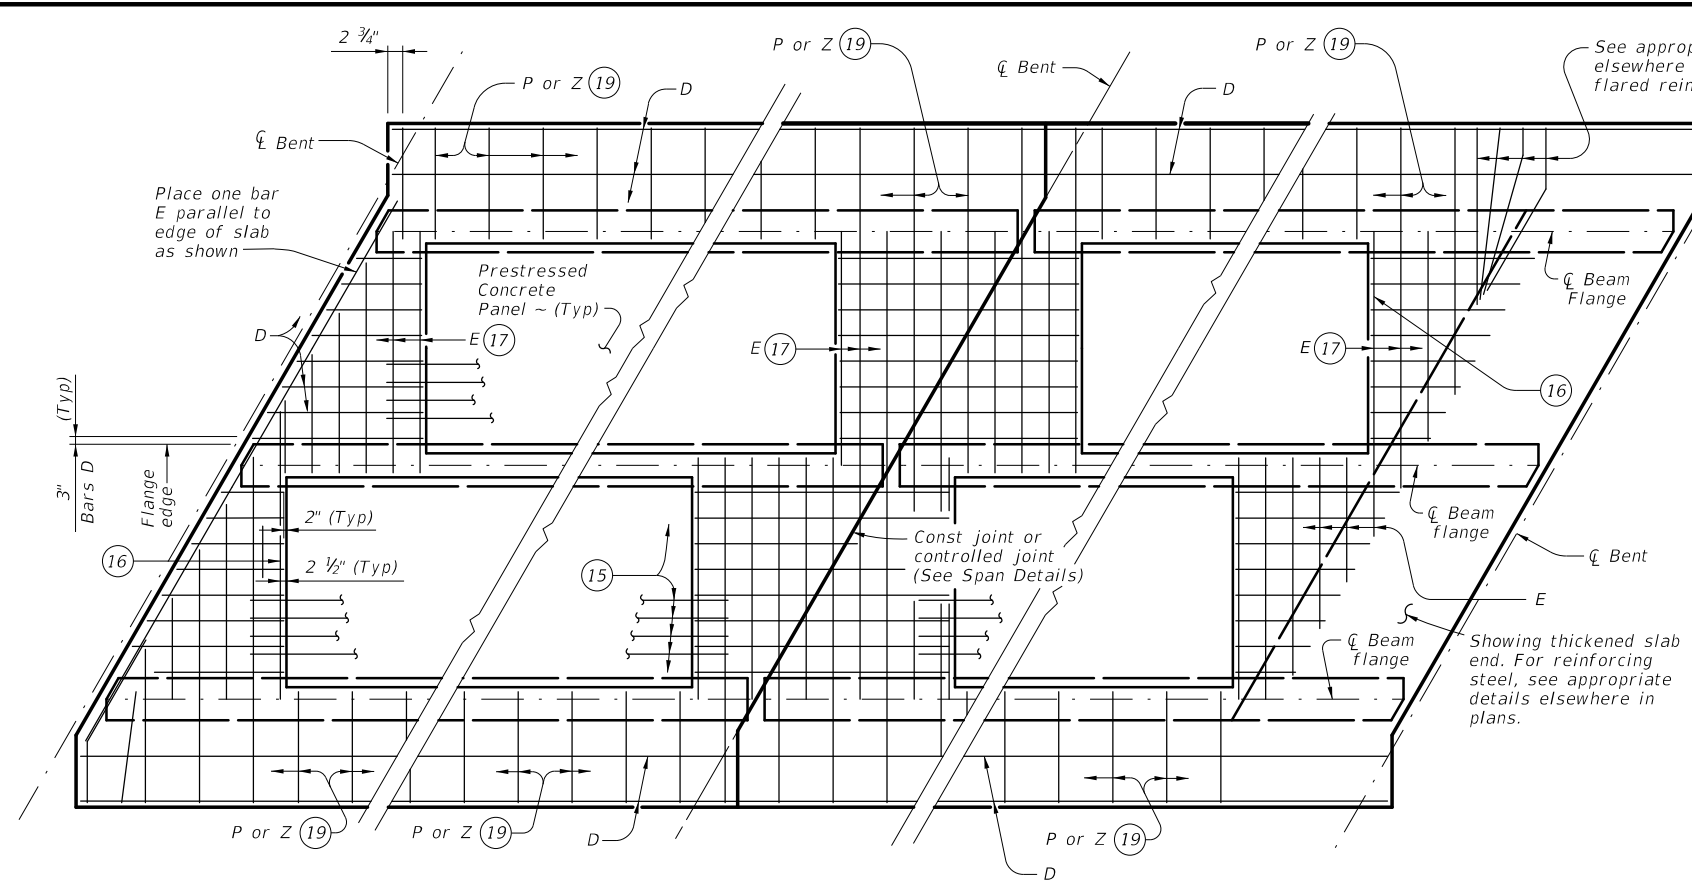 2 ¾"
P or Z 19
D
P or Z 19
℄ Bent
P or Z 19
D
See approp
elsewhere
flared rein
℄ Bent
Place one bar
E parallel to
edge of slab
as shown
Prestressed
Concrete
Panel ~ (Typ)
℄ Beam
Flange
D
E 17
E 17
E 17
16
(Typ)
3"
Bars D
Flange
edge
2" (Typ)
16
2 ½" (Typ)
15
Const joint or
controlled joint
(See Span Details)
℄ Beam
flange
℄ Bent
E
℄ Beam
flange
Showing thickened slab
end. For reinforcing
steel, see appropriate
details elsewhere in
plans.
P or Z 19
P or Z 19
D
P or Z 19
D